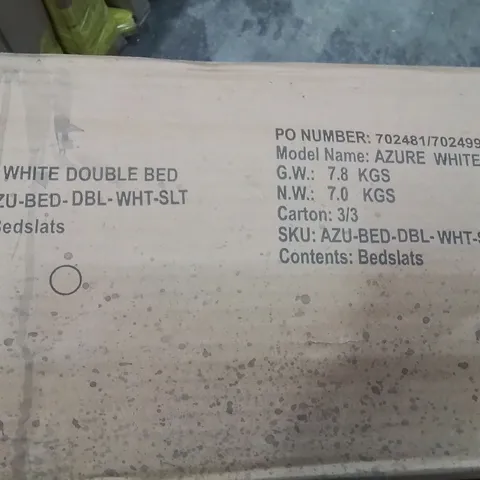 WHITE DOUBLE BED
ZU-BED-DBL-WHT-SLT
Bedslats
PO NUMBER: 702481/702499
Model Name: AZURE WHITE
G.W.: 7.8 KGS
N.W.: 7.0 KGS
Carton: 3/3
SKU: AZU-BED-DBL-WHT-S
Contents: Bedslats